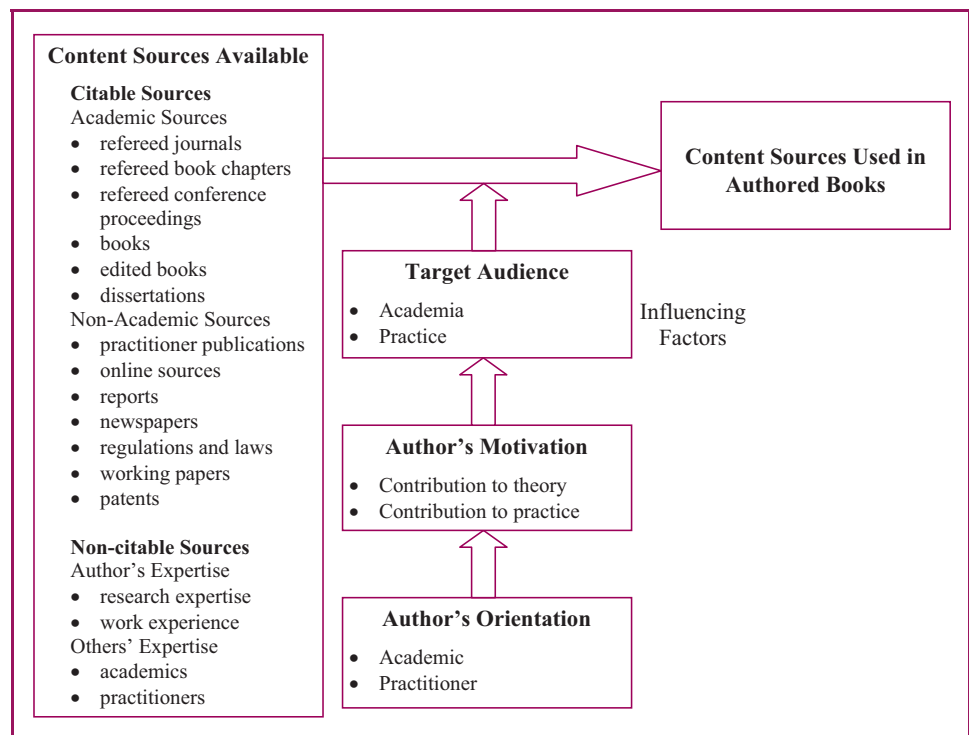 Content Sources Available
Citable Sources
Academic Sources
• refereed journals
• refereed book chapters
• refereed conference
proceedings
• books
• edited books
• dissertations
Non-Academic Sources
• practitioner publications
• online sources
• reports
• newspapers
• regulations and laws
• working papers
• patents
Non-citable Sources
Author's Expertise
• research expertise
• work experience
Others' Expertise
• academics
• practitioners
Content Sources Used in
Authored Books
Target Audience
• Academia
• Practice
Influencing
Factors
Author's Motivation
• Contribution to theory
• Contribution to practice
Author's Orientation
• Academic
• Practitioner